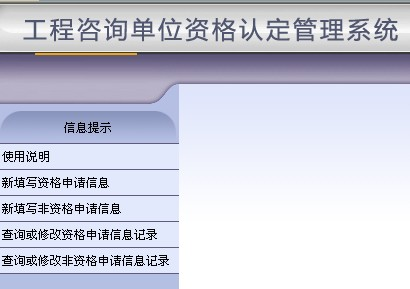 工程咨询单位资格认定管理系统
信息提示
使用说明
新填写资格申请信息
新填写非资格申请信息
查询或修改资格申请信息记录
查询或修改非资格申请信息记录